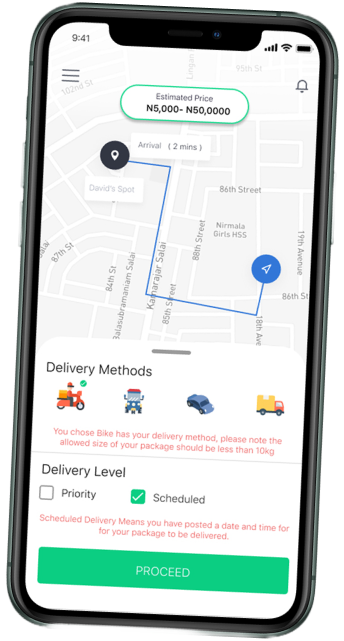 9:41
95th St
Lingan
102nd St
Estimated Price
N5,000- N50,0000
Arrival ( 2 mins )
David's Spot
86th Street
Nirmala
Girls HSS
88th Street
19th Avenue
87th St
84th St
Balasubramaniam Salai
Kamarajar Salai
85th St
86th St
18th Ave
Delivery Methods
You chose Bike has your delivery method, please note the
allowed size of your package should be less than 10kg
Delivery Level
Priority
Scheduled
Scheduled Delivery Means you have posted a date and time for
for your package to be delivered.
PROCEED